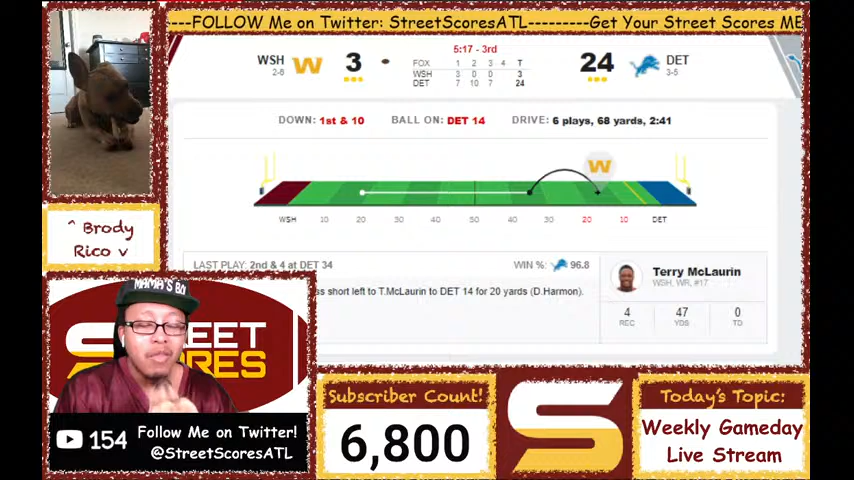 ---FOLLOW Me on Twitter: StreetScoresATL---------Get Your Street Scores ME
WSH
2-6
W
3
5:17 - 3rd
FOX 1 2 3 4 T
WSH 3 0 0 3
DET 7 10 7 24
24
DET
3-5
DOWN: 1st & 10 BALL ON: DET 14 DRIVE: 6 plays, 68 yards, 2:41
W
WSH 10 20 30 40 50 40 30 20 10 DET
LAST PLAY: 2nd & 4 at DET 34
WIN %: 96.8
ss short left to T.McLaurin to DET 14 for 20 yards (D.Harmon).
Terry McLaurin
WSH, WR, #17
4 47 0
REC YDS TD
^ Brody
Rico v
MAMA'S BOY
STREET
SCORES
154
Follow Me on Twitter!
@StreetScoresATL
Subscriber Count!
6,800
S
Today's Topic:
Weekly Gameday
Live Stream